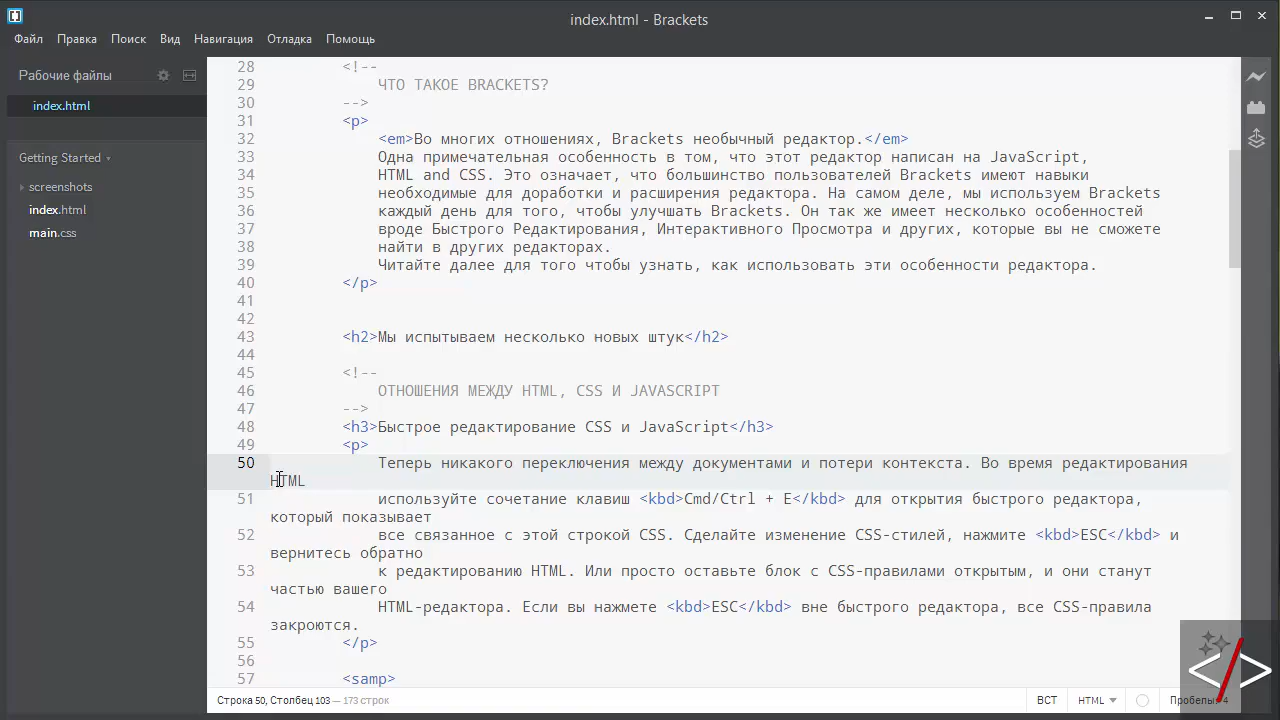 index.html - Brackets
Файл Правка Поиск Вид Навигация Отладка Помощь
Рабочие файлы
index.html
Getting Started
screenshots
index.html
main.css
28 <!--
29 ЧТО ТАКОЕ BRACKETS?
30 -->
31 <p>
32 <em>Во многих отношениях, Brackets необычный редактор.</em>
33 Одна примечательная особенность в том, что этот редактор написан на JavaScript,
34 HTML and CSS. Это означает, что большинство пользователей Brackets имеют навыки
35 необходимые для доработки и расширения редактора. На самом деле, мы используем Brackets
36 каждый день для того, чтобы улучшать Brackets. Он так же имеет несколько особенностей
37 вроде Быстрого Редактирования, Интерактивного Просмотра и других, которые вы не сможете
38 найти в других редакторах.
39 Читайте далее для того чтобы узнать, как использовать эти особенности редактора.
40 </p>
41
42
43 <h2>Мы испытываем несколько новых штук</h2>
44
45 <!--
46 ОТНОШЕНИЯ МЕЖДУ HTML, CSS И JAVASCRIPT
47 -->
48 <h3>Быстрое редактирование CSS и JavaScript</h3>
49 <p>
50 Теперь никакого переключения между документами и потери контекста. Во время редактирования
HTML
51 используйте сочетание клавиш <kbd>Cmd/Ctrl + E</kbd> для открытия быстрого редактора,
который показывает
52 все связанное с этой строкой CSS. Сделайте изменение CSS-стилей, нажмите <kbd>ESC</kbd> и
вернитесь обратно
53 к редактированию HTML. Или просто оставьте блок с CSS-правилами открытым, и они станут
частью вашего
54 HTML-редактора. Если вы нажмете <kbd>ESC</kbd> вне быстрого редактора, все CSS-правила
закроются.
55 </p>
56
57 <samp>
Строка 50, Столбец 103 — 173 строк
ВСТ HTML Пробелы: 4